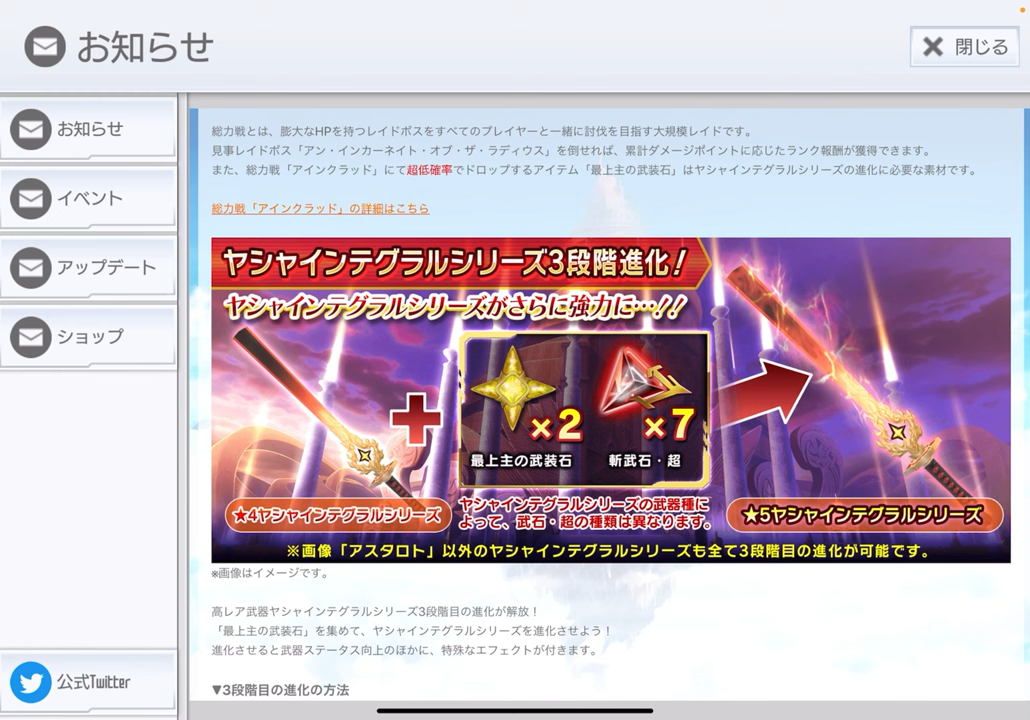 お知らせ
閉じる
お知らせ
イベント
アップデート
ショップ
公式Twitter
総力戦とは、膨大なHPを持つレイドボスをすべてのプレイヤーと一緒に討伐を目指す大規模レイドです。
見事レイドボス「アン・インカーネイト・オブ・ザ・ラディウス」を倒せれば、累計ダメージポイントに応じたランク報酬が獲得できます。
また、総力戦「アインクラッド」にて超低確率でドロップするアイテム「最上主の武装石」はヤシャインテグラルシリーズの進化に必要な素材です。
総力戦「アインクラッド」の詳細はこちら
ヤシャインテグラルシリーズ3段階進化！
ヤシャインテグラルシリーズがさらに強力に…!!
×2
×7
最上主の武装石
斬武石・超
★4ヤシャインテグラルシリーズ
ヤシャインテグラルシリーズの武器種に
よって、武石・超の種類は異なります。
★5ヤシャインテグラルシリーズ
※画像「アスタロト」以外のヤシャインテグラルシリーズも全て3段階目の進化が可能です。
※画像はイメージです。
高レア武器ヤシャインテグラルシリーズ3段階目の進化が解放！
「最上主の武装石」を集めて、ヤシャインテグラルシリーズを進化させよう！
進化させると武器ステータス向上のほかに、特殊なエフェクトが付きます。
▼3段階目の進化の方法